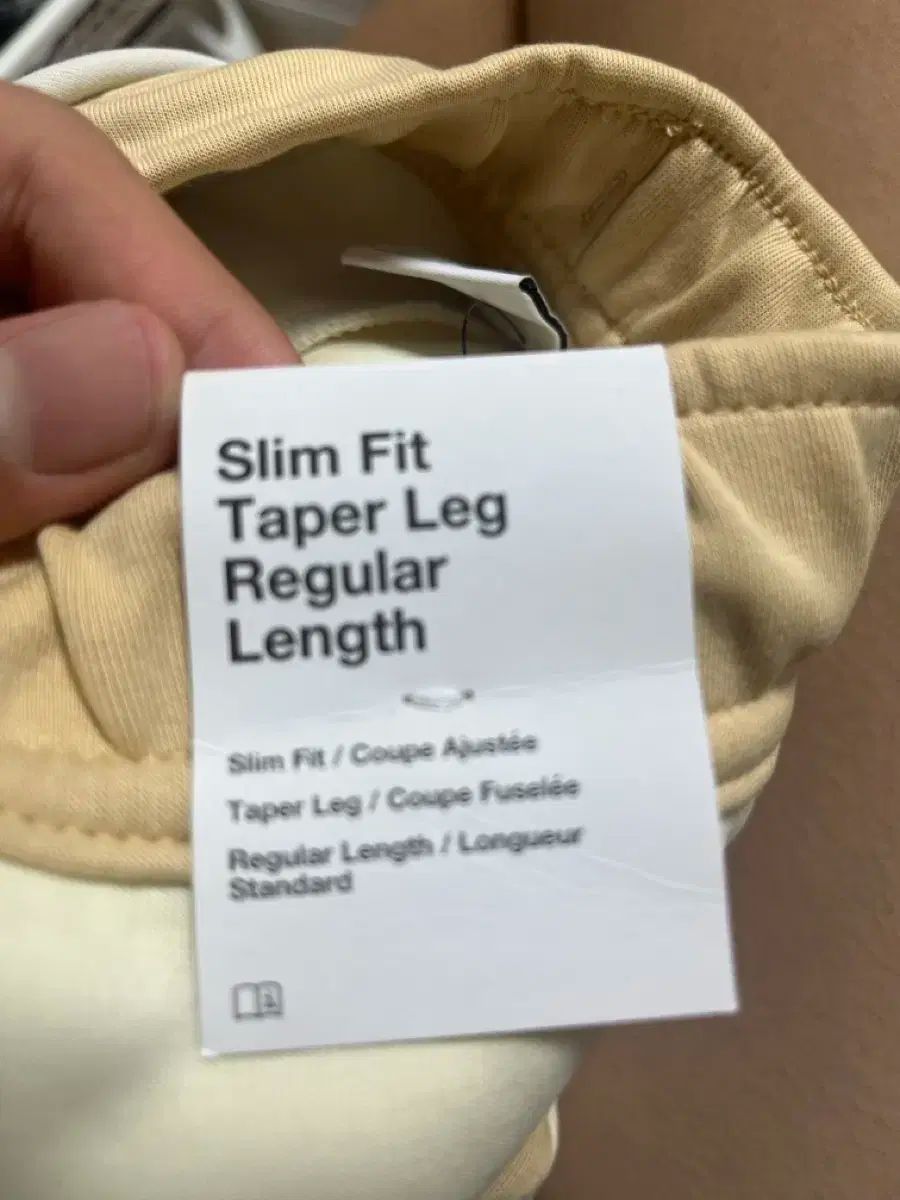 Slim Fit
Taper Leg
Regular
Length
Slim Fit / Coupe Ajustée
Taper Leg / Coupe Fuselée
Regular Length / Longueur
Standard